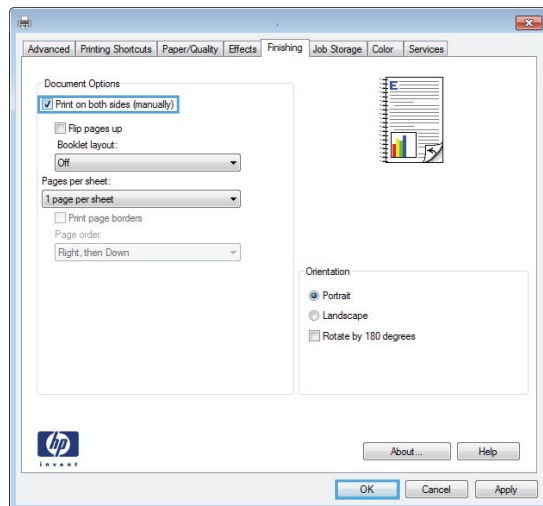 Advanced Printing Shortcuts Paper/Quality Effects Finishing Job Storage Color Services
Document Options
Print on both sides (manually)
Flip pages up
Booklet layout:
Off
Pages per sheet:
1 page per sheet
Print page borders
Page order:
Right, then Down
E
Orientation
Portrait
Landscape
Rotate by 180 degrees
hp
invent
About... Help
OK Cancel Apply